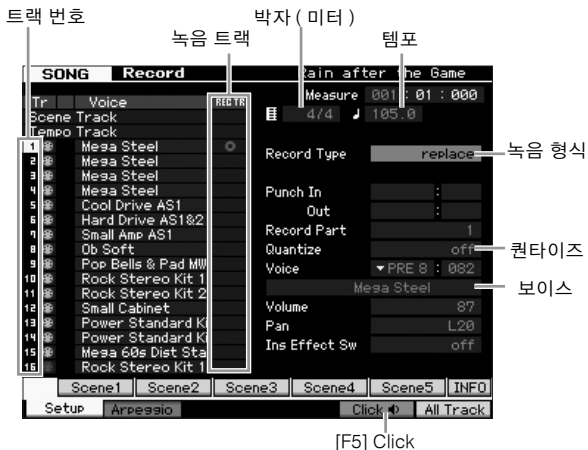 트랙 번호
박자 ( 미터 )
녹음 트랙
템포
SONG Record Rain after the Game
Measure 001 : 01 : 000
Tr Voice REC TR
4/4 105.0
Scene Track
Tempo Track
1 Mega Steel
2 Mega Steel
3 Mega Steel
4 Mega Steel
5 Cool Drive AS1
6 Hard Drive AS1&2
7 Small Amp AS1
8 Ob Soft
9 Pop Bells & Pad MW
10 Rock Stereo Kit 1
11 Rock Stereo Kit 2
12 Small Cabinet
13 Power Standard Ki
14 Power Standard Ki
15 Mega 60s Dist Sta
16 Rock Stereo Kit 1
Record Type replace
녹음 형식
Punch In :
Out :
Record Part 1
Quantize off
퀀타이즈
Voice PRE 8 : 082
Mega Steel
보이스
Volume 87
Pan L20
Ins Effect Sw off
Scene1 Scene2 Scene3 Scene4 Scene5 INFO
Setup Arpeggio Click All Track
[F5] Click